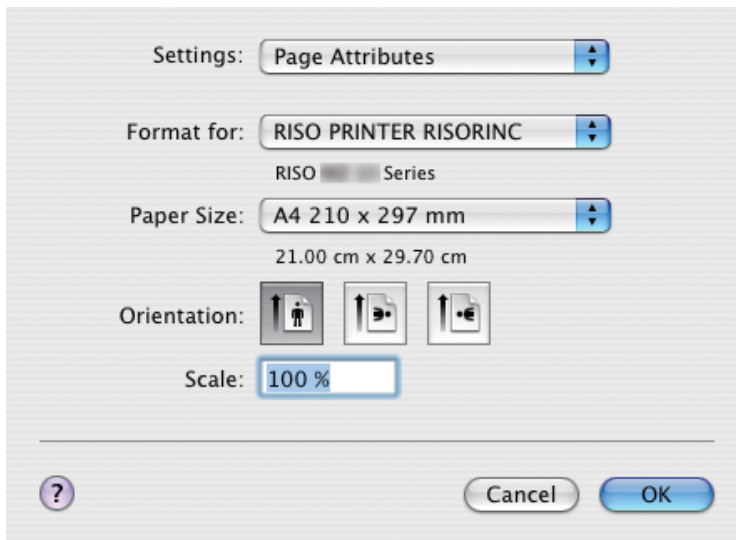 Settings: Page Attributes
Format for: RISO PRINTER RISORINC
RISO Series
Paper Size: A4 210 x 297 mm
21.00 cm x 29.70 cm
Orientation:
Scale: 100 %
? Cancel OK